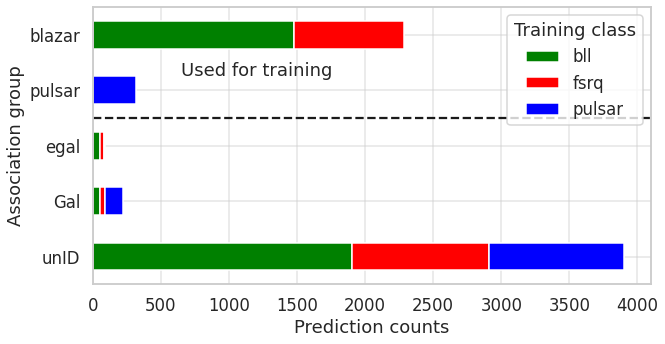 Association group
blazar
pulsar
egal
Gal
unID
Used for training
Training class
bll
fsrq
pulsar
0 500 1000 1500 2000 2500 3000 3500 4000
Prediction counts